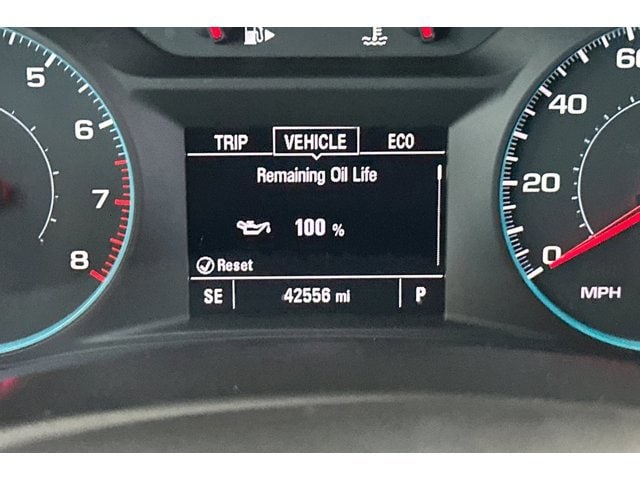 5
6
7
8
TRIP VEHICLE ECO
Remaining Oil Life
100 %
Reset
SE 42556 mi P
60
40
20
0
MPH